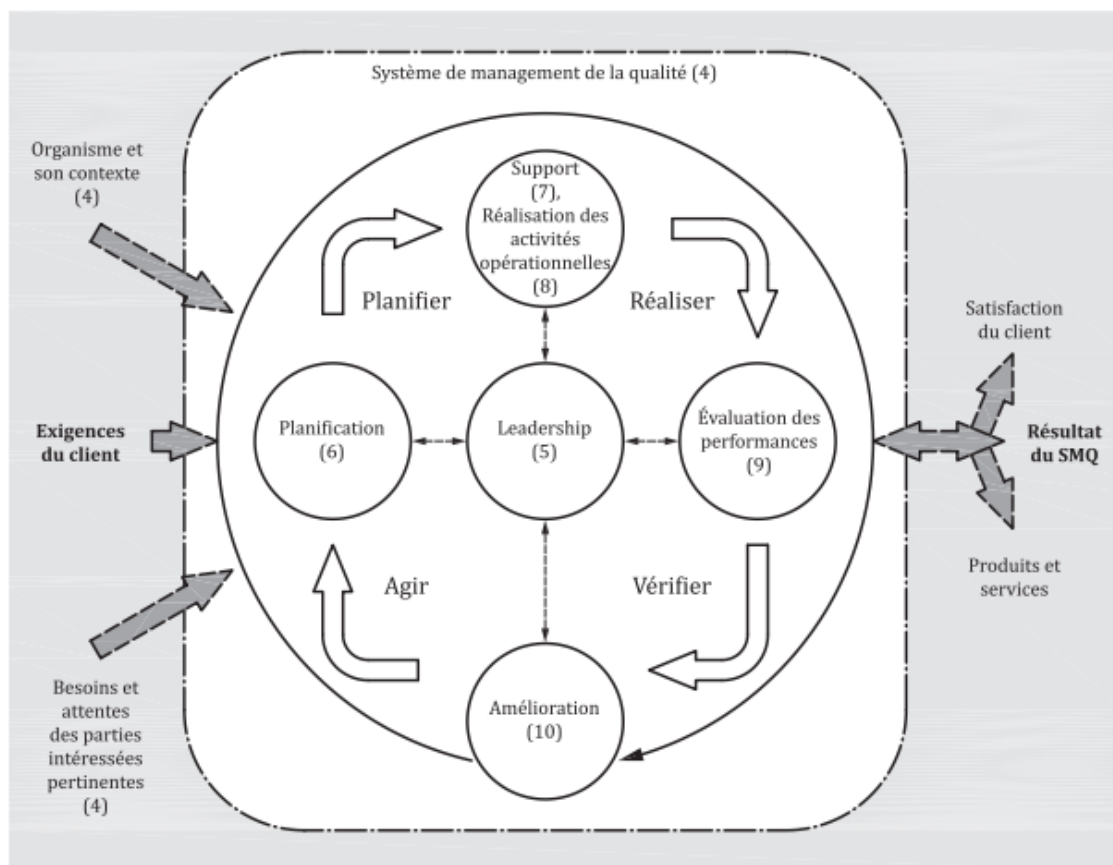 Système de management de la qualité (4)
Organisme et
son contexte
(4)
Support
(7),
Réalisation des
activités
opérationnelles
(8)
Planifier
Réaliser
Satisfaction
du client
Exigences
du client
Planification
(6)
Leadership
(5)
Évaluation des
performances
(9)
Résultat
du SMQ
Agir
Vérifier
Produits et
services
Besoins et
attentes
des parties
intéressées
pertinentes
(4)
Amélioration
(10)